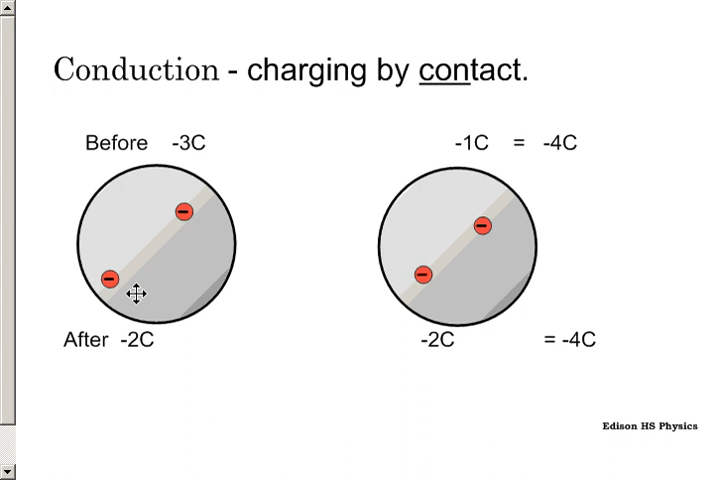 Conduction - charging by contact.
Before -3C -1C = -4C
After -2C -2C = -4C
Edison HS Physics